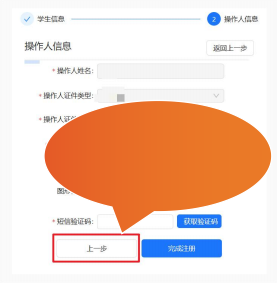 学生信息
2 操作人信息
操作人信息
返回上一步
* 操作人姓名:
* 操作人证件类型:
* 操作人证
* 短信验证码:
获取验证码
上一步
完成注册